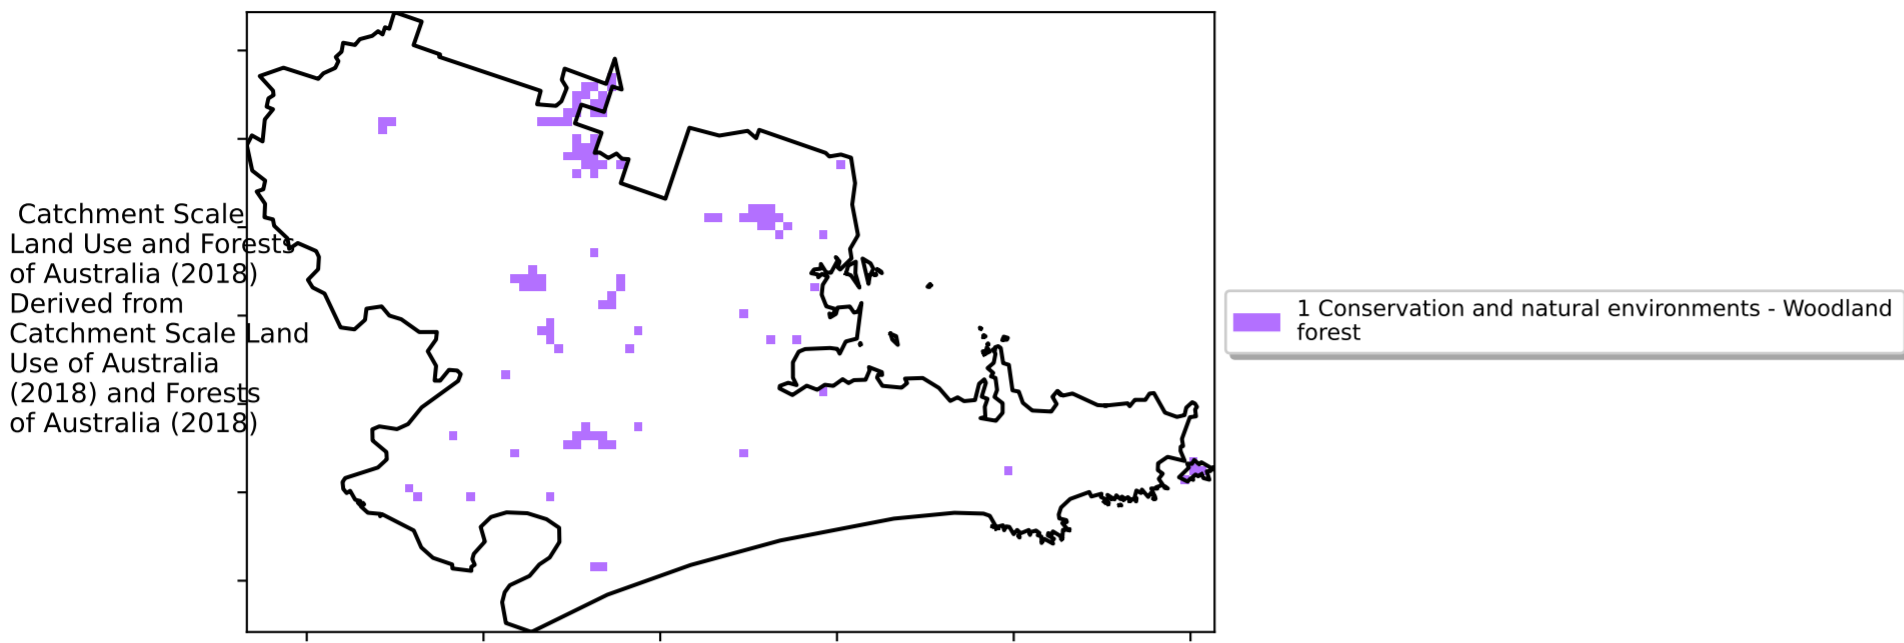 Catchment Scale
Land Use and Forests
of Australia (2018)
Derived from
Catchment Scale Land
Use of Australia
(2018) and Forests
of Australia (2018)
1 Conservation and natural environments - Woodland
forest